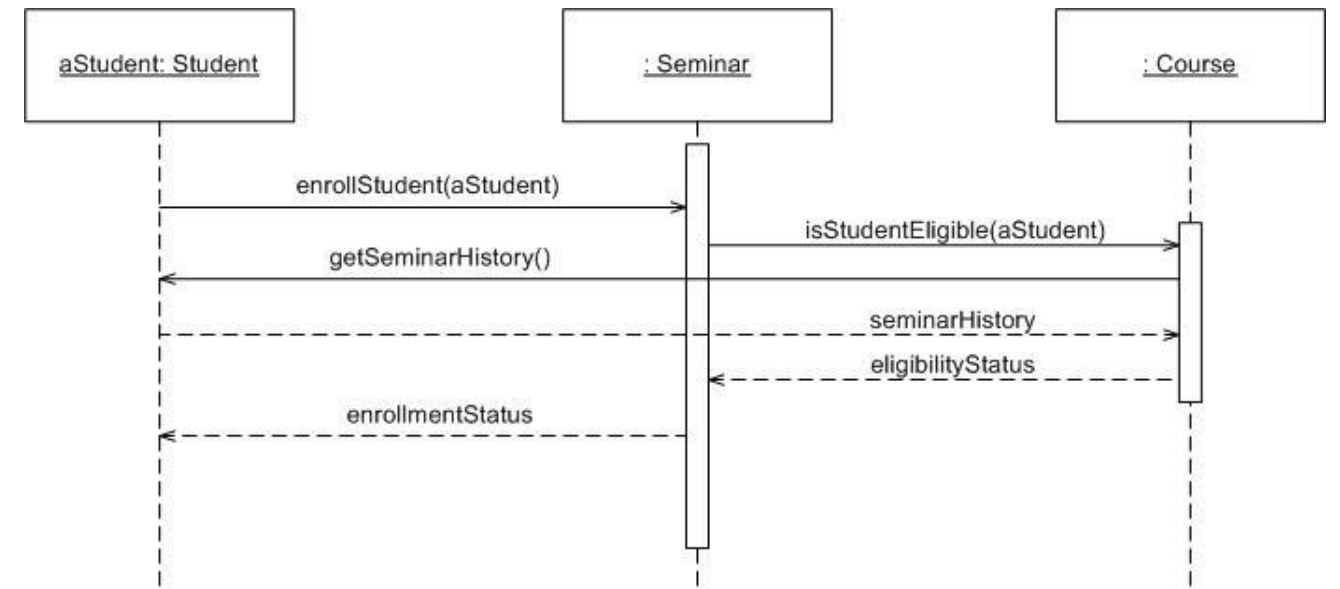 aStudent: Student
: Seminar
: Course
enrollStudent(aStudent)
isStudentEligible(aStudent)
getSeminarHistory()
seminarHistory
eligibilityStatus
enrollmentStatus